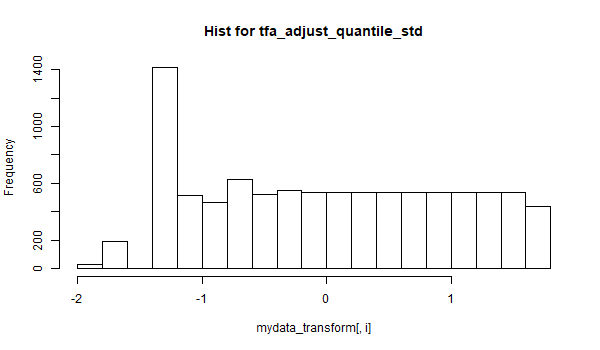 Hist for tfa_adjust_quantile_std
Frequency
1400
1000
600
200
0
-2 -1 0 1
mydata_transform[, i]